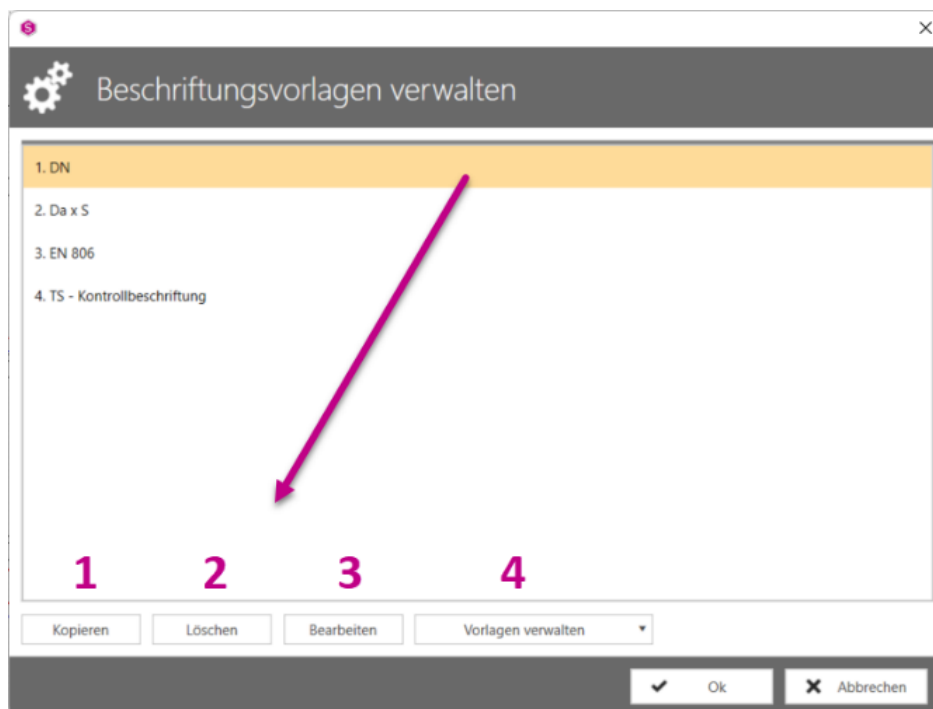 S
Beschriftungsvorlagen verwalten
1. DN
2. Da x S
3. EN 806
4. TS - Kontrollbeschriftung
1 2 3 4
Kopieren Löschen Bearbeiten Vorlagen verwalten
Ok Abbrechen